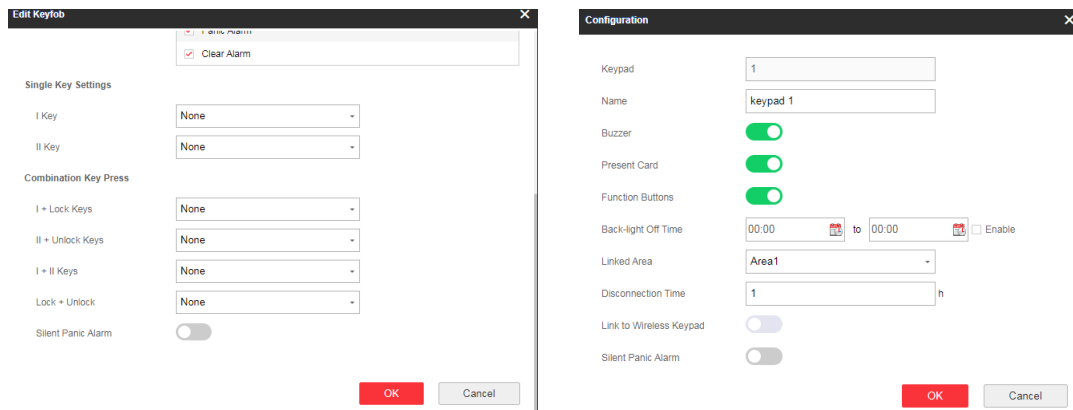 Edit Keyfob
Panic Alarm
Clear Alarm
Single Key Settings
I Key None
II Key None
Combination Key Press
I + Lock Keys None
II + Unlock Keys None
I + II Keys None
Lock + Unlock None
Silent Panic Alarm
OK Cancel
Configuration
Keypad 1
Name keypad 1
Buzzer
Present Card
Function Buttons
Back-light Off Time 00:00 to 00:00 Enable
Linked Area Area1
Disconnection Time 1 h
Link to Wireless Keypad
Silent Panic Alarm
OK Cancel